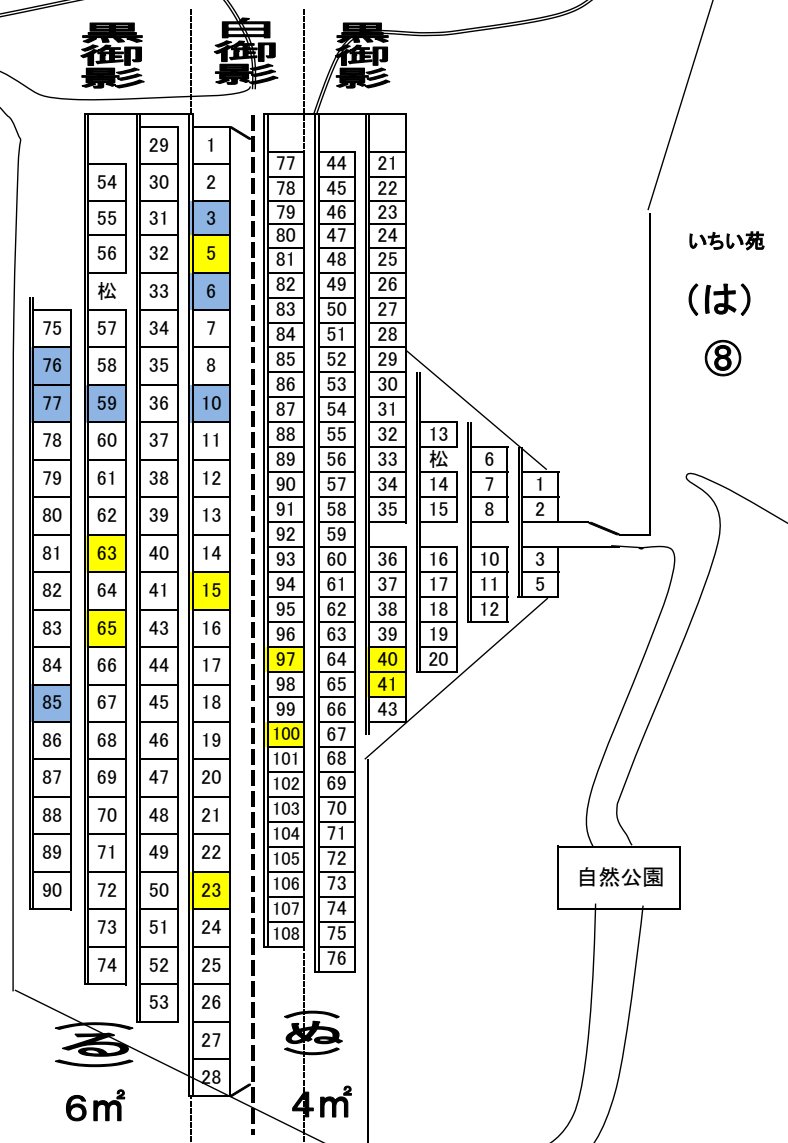 黒御影
白御影
黒御影
75 76 77 78 79 80 81 82 83 84 85 86 87 88 89 90
54 55 56 松 57 58 59 60 61 62 63 64 65 66 67 68 69 70 71 72 73 74
29 30 31 32 33 34 35 36 37 38 39 40 41 43 44 45 46 47 48 49 50 51 52 53
1 2 3 5 6 7 8 10 11 12 13 14 15 16 17 18 19 20 21 22 23 24 25 26 27 28
77 78 79 80 81 82 83 84 85 86 87 88 89 90 91 92 93 94 95 96 97 98 99 100 101 102 103 104 105 106 107 108
44 45 46 47 48 49 50 51 52 53 54 55 56 57 58 59 60 61 62 63 64 65 66 67 68 69 70 71 72 73 74 75 76
21 22 23 24 25 26 27 28 29 30 31 32 33 34 35 36 37 38 39 40 41 43
13 松 14 15 16 17 18 19 20
6 7 8 10 11 12
1 2 3 5
いちい苑
(は)
⑧
自然公園
(る)
6㎡
(ぬ)
4㎡